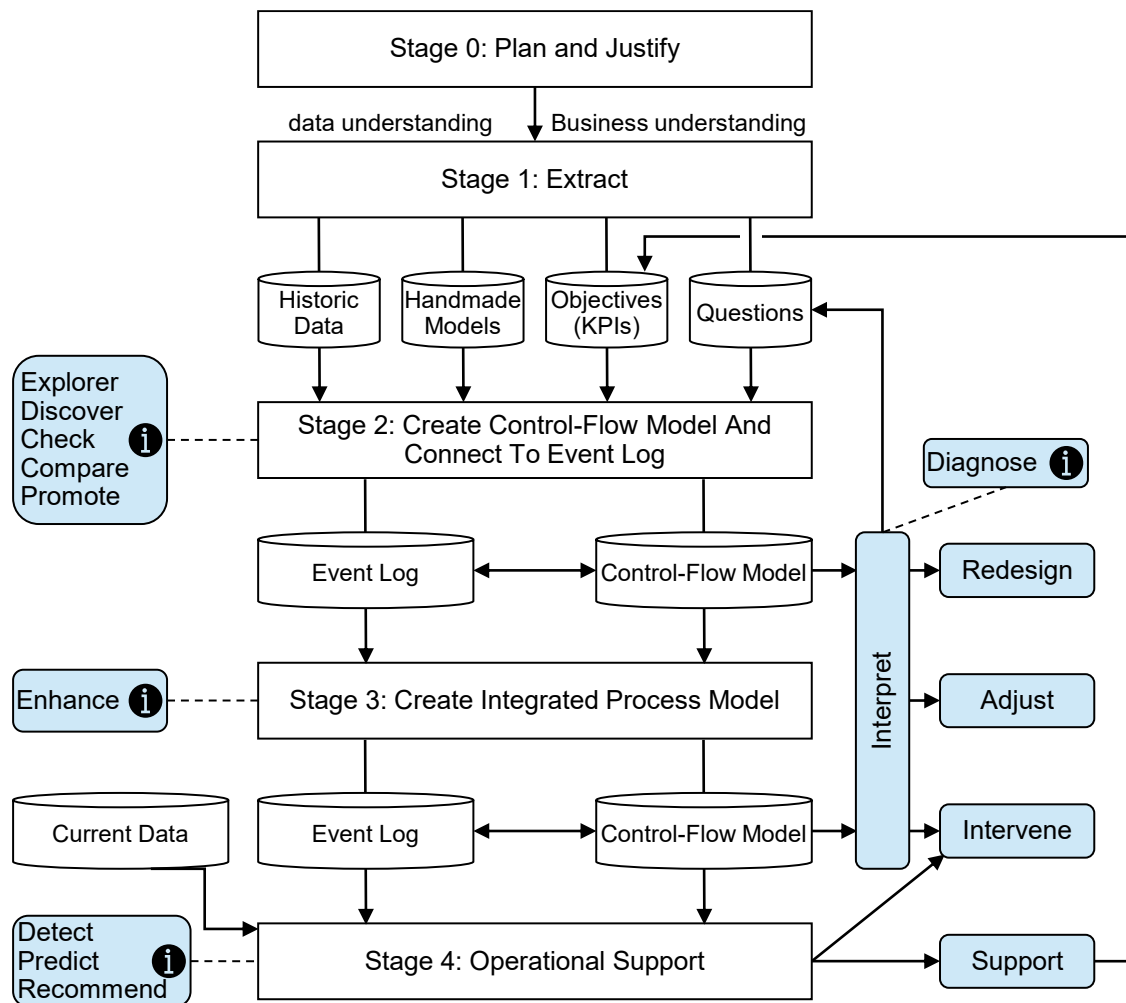 Stage 0: Plan and Justify
data understanding
Business understanding
Stage 1: Extract
Historic
Data
Handmade
Models
Objectives
(KPIs)
Questions
Explorer
Discover
Check
Compare
Promote
i
Stage 2: Create Control-Flow Model And
Connect To Event Log
Diagnose i
Event Log
Control-Flow Model
Interpret
Redesign
Enhance i
Stage 3: Create Integrated Process Model
Adjust
Current Data
Event Log
Control-Flow Model
Intervene
Detect
Predict
Recommend
i
Stage 4: Operational Support
Support